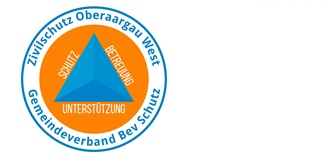 Zivilschutz Oberaargau West
SCHUTZ
BETREUUNG
UNTERSTÜTZUNG
Gemeindeverband Bev Schutz